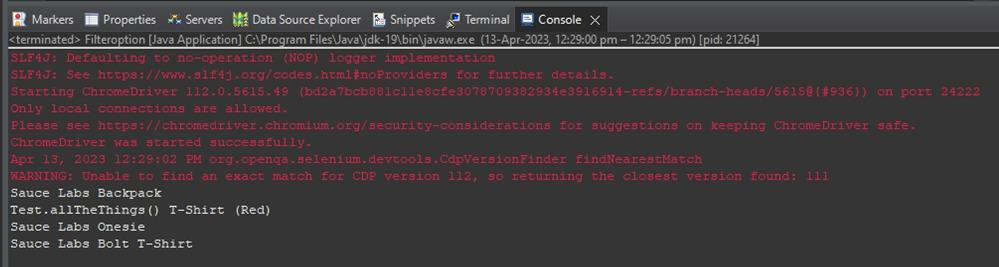 Markers Properties Servers Data Source Explorer Snippets Terminal Console
<terminated> Filteroption [Java Application] C:\Program Files\Java\jdk-19\bin\javaw.exe (13-Apr-2023, 12:29:00 pm – 12:29:05 pm) [pid: 21264]
SLF4J: Defaulting to no-operation (NOP) logger implementation
SLF4J: See https://www.slf4j.org/codes.html#noProviders for further details.
Starting ChromeDriver 112.0.5615.49 (bd2a7bcb881c11e8cfe3078709382934e3916914-refs/branch-heads/5615@{#936}) on port 24222
Only local connections are allowed.
Please see https://chromedriver.chromium.org/security-considerations for suggestions on keeping ChromeDriver safe.
ChromeDriver was started successfully.
Apr 13, 2023 12:29:02 PM org.openqa.selenium.devtools.CdpVersionFinder findNearestMatch
WARNING: Unable to find an exact match for CDP version 112, so returning the closest version found: 111
Sauce Labs Backpack
Test.allTheThings() T-Shirt (Red)
Sauce Labs Onesie
Sauce Labs Bolt T-Shirt